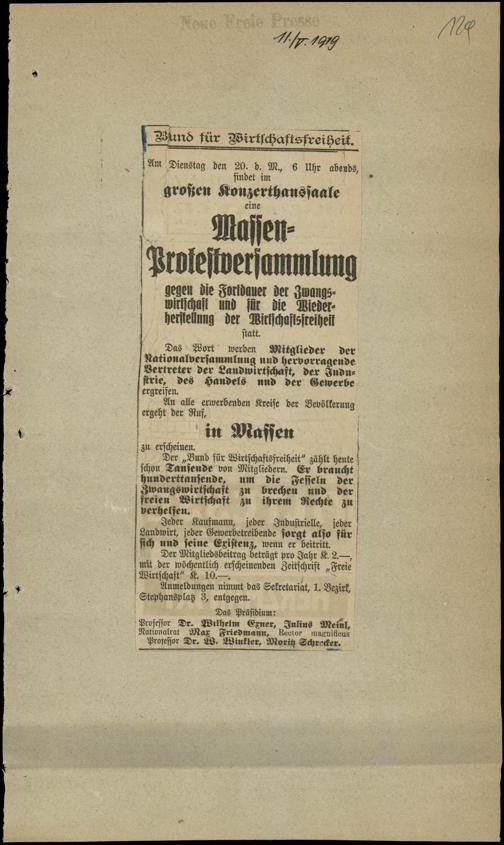 Neue Freie Presse
11./V. 1919
Bund für Wirtschaftsfreiheit.
Am Dienstag den 20. d. M., 6 Uhr abends,
findet im
großen Konzerthaussaale
eine
Massen-
Protestversammlung
gegen die Fortdauer der Zwangs-
wirtschaft und für die Wieder-
herstellung der Wirtschaftsfreiheit
statt.
Das Wort werden Mitglieder der
Nationalversammlung und hervorragende
Vertreter der Landwirtschaft, der Indu-
strie, des Handels und der Gewerbe
ergreifen.
An alle erwerbenden Kreise der Bevölkerung
ergeht der Ruf,
in Massen
zu erscheinen.
Der „Bund für Wirtschaftsfreiheit" zählt heute
schon Tausende von Mitgliedern. Er braucht
hunderttausende, um die Fesseln der
Zwangswirtschaft zu brechen und der
freien Wirtschaft zu ihrem Rechte zu
verhelfen.
Jeder Kaufmann, jeder Industrielle, jeder
Landwirt, jeder Gewerbetreibende sorgt also für
sich und seine Existenz, wenn er beitritt.
Der Mitgliedsbeitrag beträgt pro Jahr K. 2.—,
mit der wöchentlich erscheinenden Zeitschrift „Freie
Wirtschaft" K. 10.—.
Anmeldungen nimmt das Sekretariat, 1. Bezirk,
Stephansplatz 3, entgegen.
Das Präsidium:
Professor Dr. Wilhelm Exner, Julius Meinl,
Nationalrat Max Friedmann, Rector magnificus
Professor Dr. W. Winkler, Moritz Schrecker.